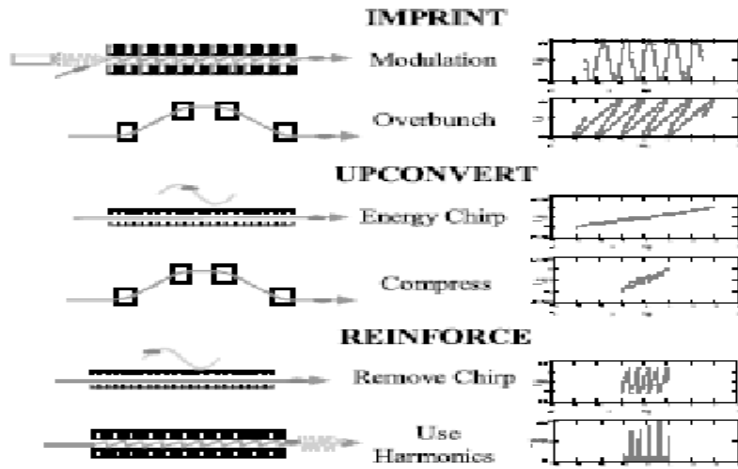 IMPRINT
Modulation
Overbunch
UPCONVERT
Energy Chirp
Compress
REINFORCE
Remove Chirp
Use
Harmonics